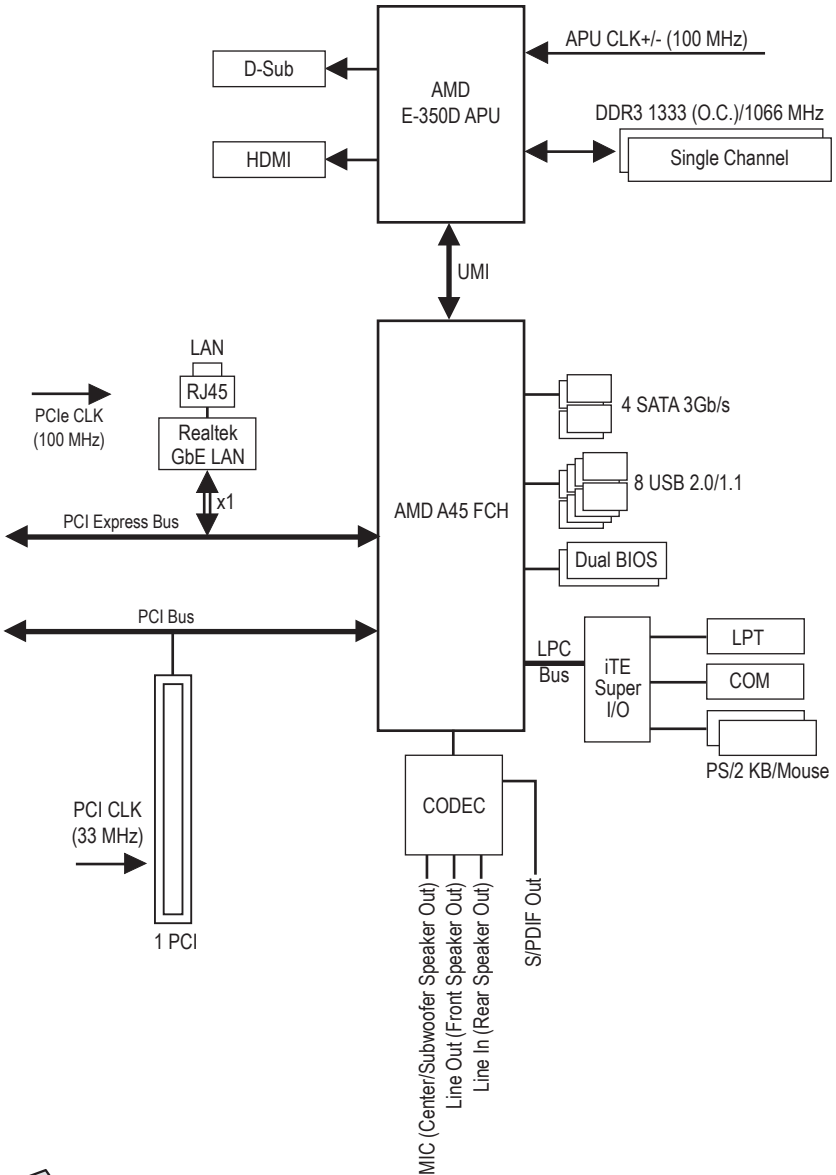 APU CLK+/- (100 MHz)
D-Sub
AMD
E-350D APU
DDR3 1333 (O.C.)/1066 MHz
HDMI
Single Channel
UMI
LAN
RJ45
PCIe CLK
(100 MHz)
Realtek
GbE LAN
x1
4 SATA 3Gb/s
8 USB 2.0/1.1
AMD A45 FCH
PCI Express Bus
Dual BIOS
PCI Bus
LPC
Bus
iTE
Super
I/O
LPT
COM
PS/2 KB/Mouse
CODEC
PCI CLK
(33 MHz)
1 PCI
MIC (Center/Subwoofer Speaker Out)
Line Out (Front Speaker Out)
Line In (Rear Speaker Out)
S/PDIF Out